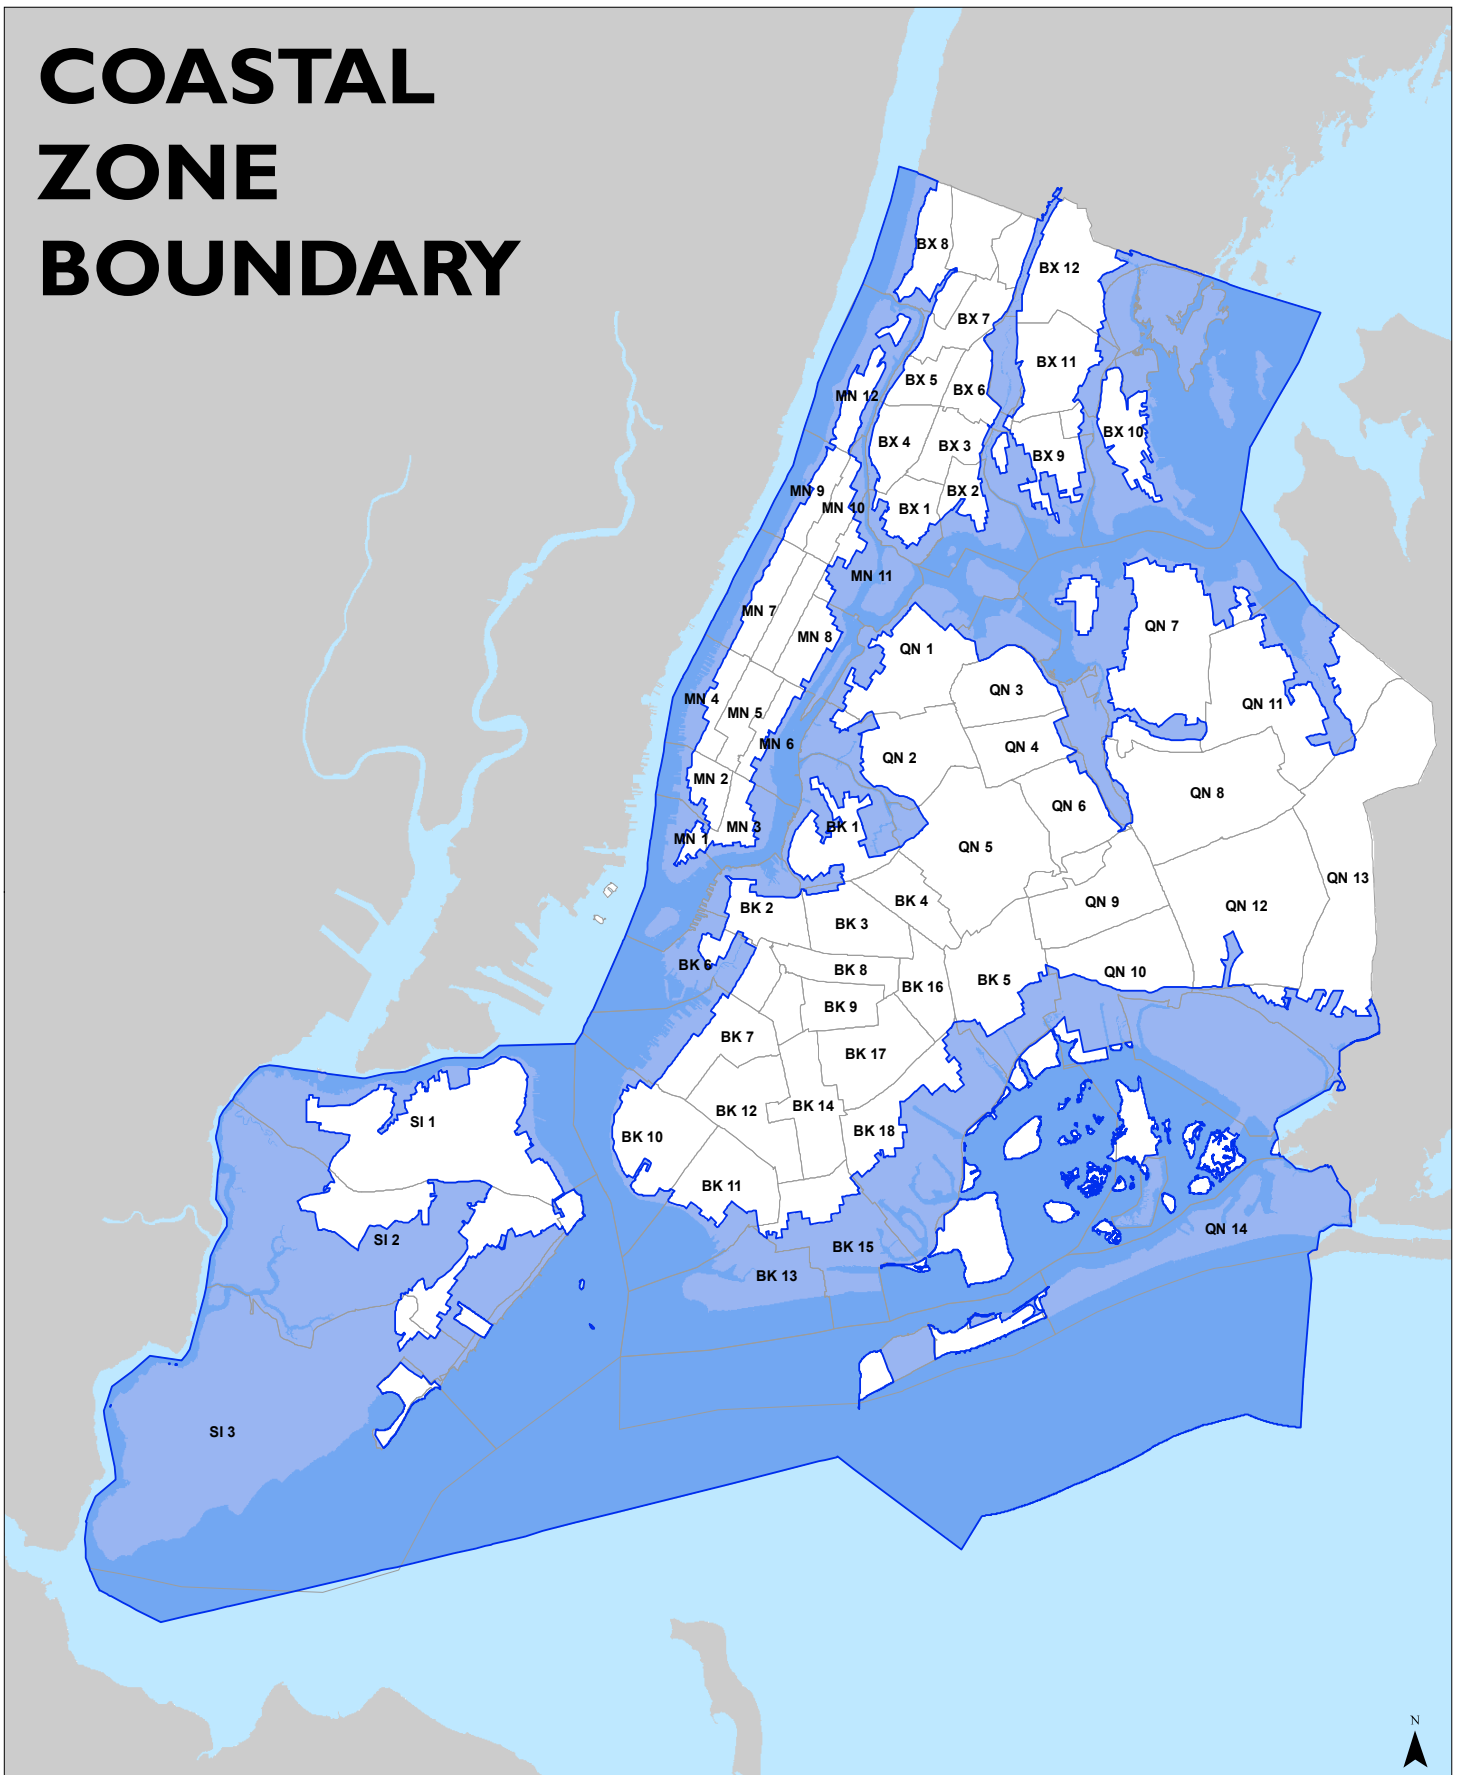 COASTAL
ZONE
BOUNDARY
BX 8
BX 12
BX 7
BX 11
BX 5
BX 6
MN 12
BX 10
BX 4
BX 3
BX 9
MN 9
BX 2
MN 10
BX 1
MN 11
MN 7
QN 7
MN 8
QN 1
QN 3
MN 4
QN 11
MN 5
MN 6
QN 4
QN 2
MN 2
QN 8
QN 6
MN 3
BK 1
MN 1
QN 5
QN 13
BK 4
QN 9
QN 12
BK 2
BK 3
BK 6
BK 8
QN 10
BK 5
BK 16
BK 9
BK 7
BK 17
BK 14
BK 12
SI 1
BK 18
BK 10
BK 11
QN 14
SI 2
BK 15
BK 13
SI 3
N